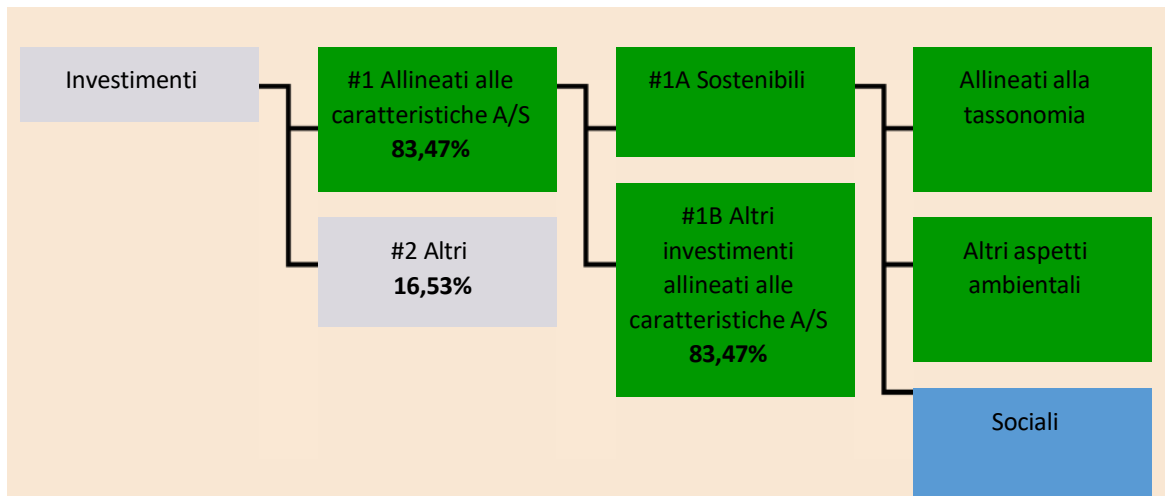 Investimenti
#1 Allineati alle
caratteristiche A/S
83,47%
#2 Altri
16,53%
#1A Sostenibili
#1B Altri
investimenti
allineati alle
caratteristiche A/S
83,47%
Allineati alla
tassonomia
Altri aspetti
ambientali
Sociali